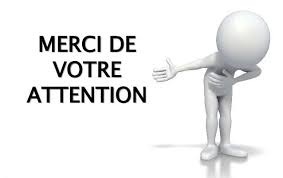 MERCI DE
VOTRE
ATTENTION